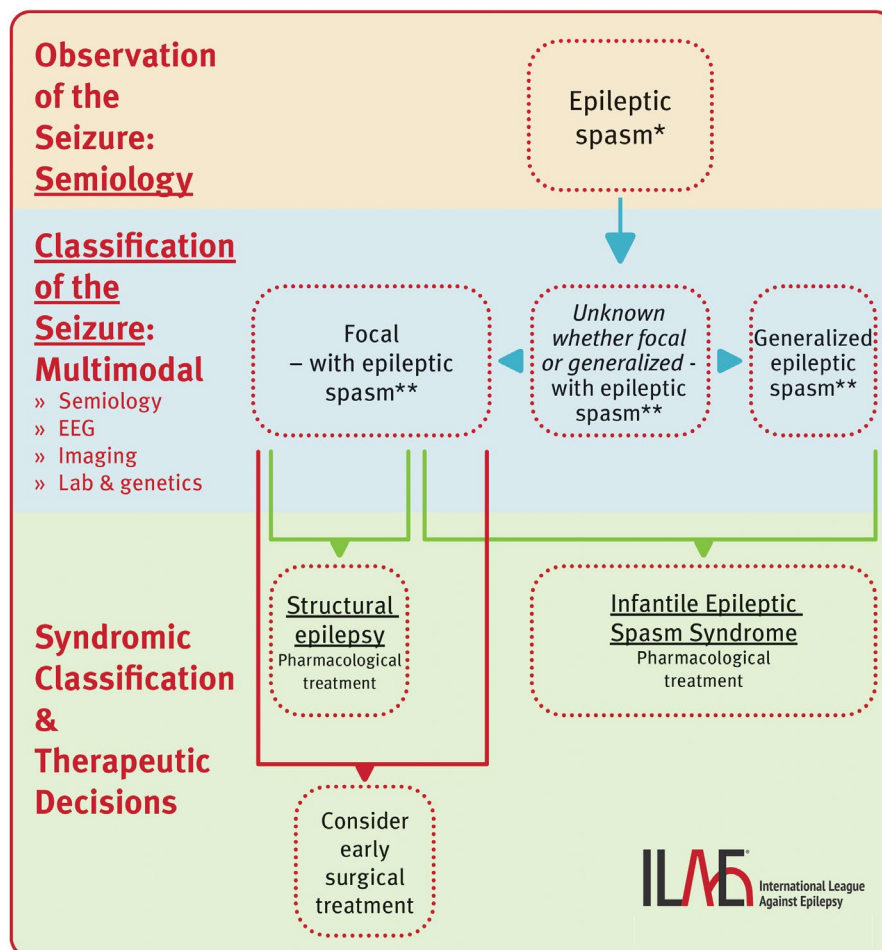 Observation
of the
Seizure:
Semiology
Epileptic
spasm*
Classification
of the
Seizure:
Multimodal
» Semiology
» EEG
» Imaging
» Lab & genetics
Focal
– with epileptic
spasm**
Unknown
whether focal
or generalized -
with epileptic
spasm**
Generalized
epileptic
spasm**
Syndromic
Classification
&
Therapeutic
Decisions
Structural
epilepsy
Pharmacological
treatment
Infantile Epileptic
Spasm Syndrome
Pharmacological
treatment
Consider
early
surgical
treatment
ILAE®
International League
Against Epilepsy